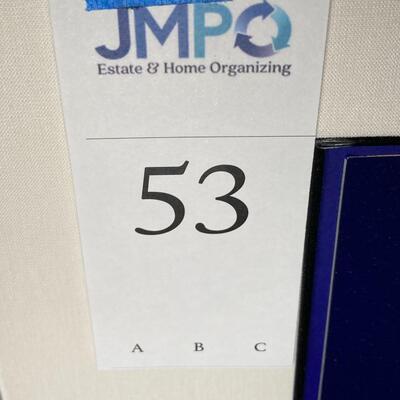 JMPO
Estate & Home Organizing
53
A B C